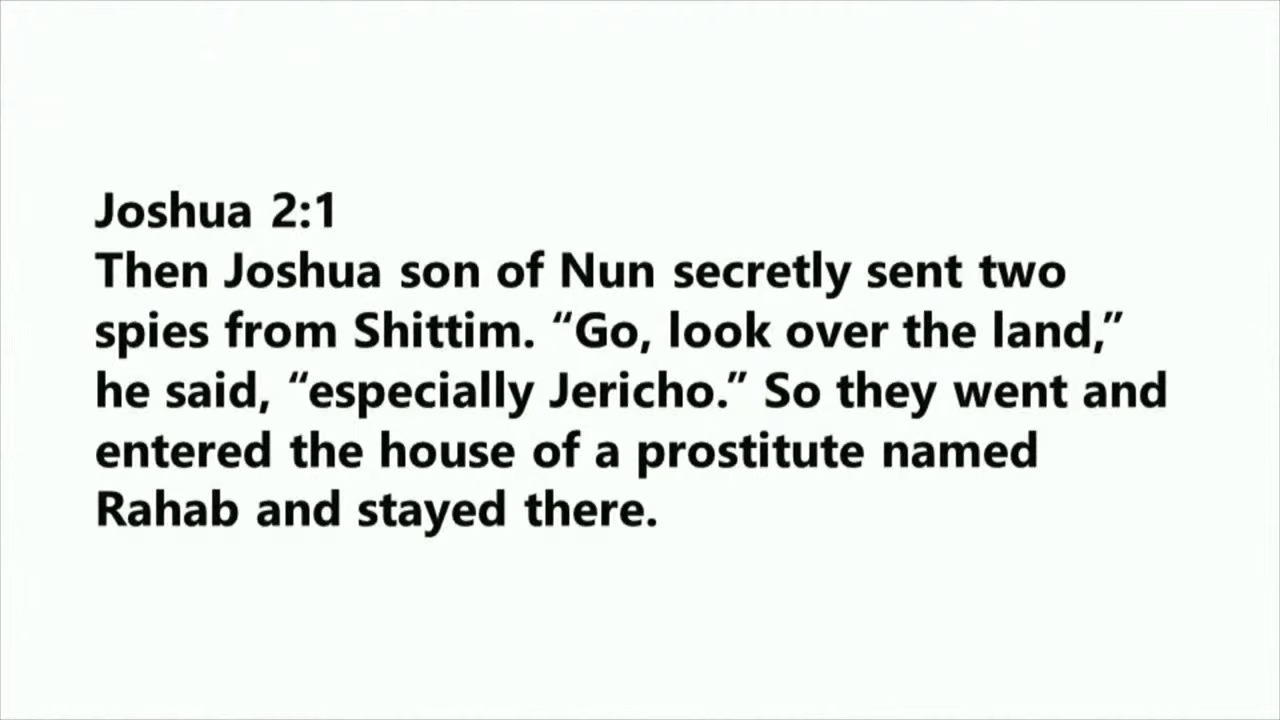 Joshua 2:1
Then Joshua son of Nun secretly sent two
spies from Shittim. “Go, look over the land,”
he said, “especially Jericho.” So they went and
entered the house of a prostitute named
Rahab and stayed there.